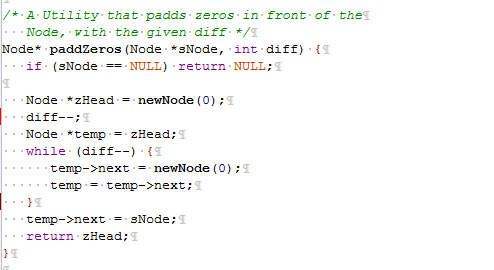 /* A Utility that padds zeros in front of the¶
   Node, with the given diff */¶
Node* paddZeros(Node *sNode, int diff) {¶
···if (sNode == NULL) return NULL;¶
¶
···Node *zHead = newNode(0);¶
···diff--;¶
···Node *temp = zHead;¶
···while (diff--) {¶
······temp->next = newNode(0);¶
······temp = temp->next;¶
···}¶
···temp->next = sNode;¶
···return zHead;¶
}¶